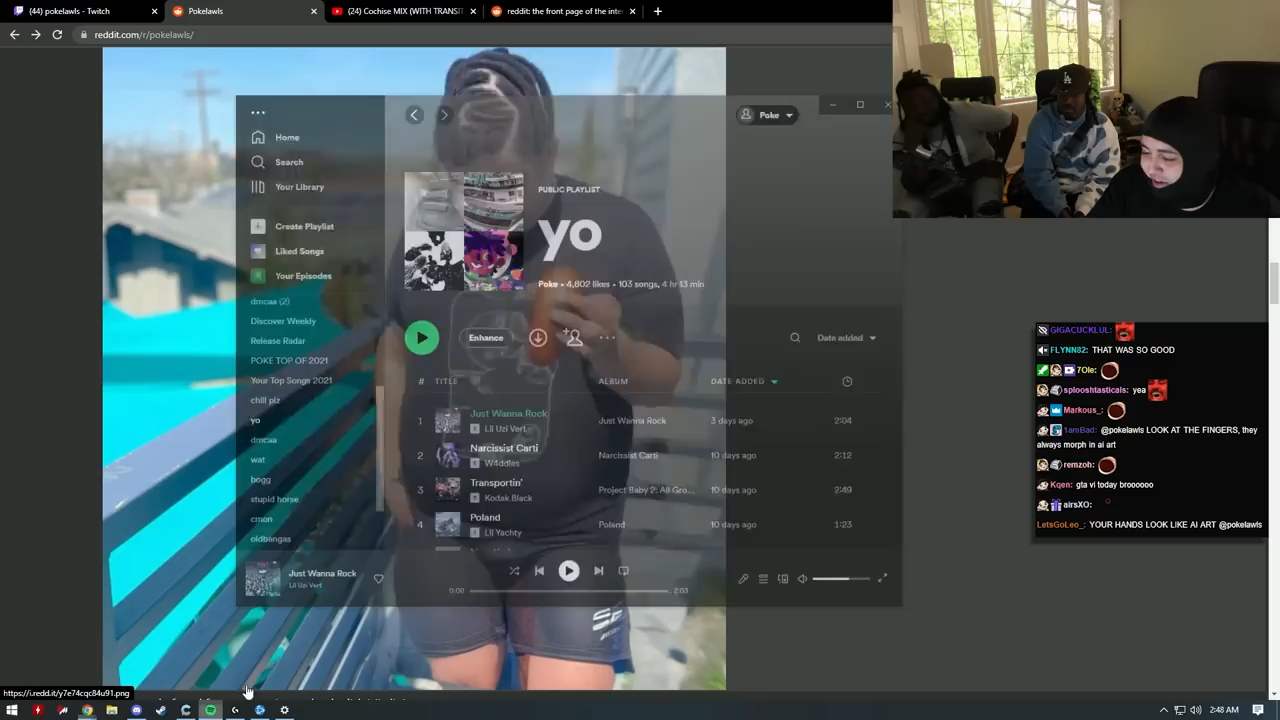 (44) pokelawls - Twitch
Pokelawls
(24) Cochise MIX (WITH TRANSIT
reddit: the front page of the inte
reddit.com/r/pokelawls/
Home
Search
Your Library
Create Playlist
Liked Songs
Your Episodes
dmcaa (2)
Discover Weekly
Release Radar
POKE TOP OF 2021
Your Top Songs 2021
chill plz
yo
dmcaa
wat
bogg
stupid horse
cmon
oldbangas
Just Wanna Rock
Lil Uzi Vert
Poke
PUBLIC PLAYLIST
yo
Poke • 4,802 likes • 103 songs, 4 hr 13 min
Enhance
Date added
# TITLE ALBUM DATE ADDED
1 Just Wanna Rock Just Wanna Rock 3 days ago 2:04
E Lil Uzi Vert
2 Narcissist Carti Narcissist Carti 10 days ago 2:12
E W4ddles
3 Transportin' Project Baby 2: All Gro... 10 days ago 2:49
E Kodak Black
4 Poland Poland 10 days ago 1:23
E Lil Yachty
0:00 2:03
GIGACUCKLUL:
FLYNN82: THAT WAS SO GOOD
7Ole:
splooshtasticals: yea
Markous_:
1amBad: @pokelawls LOOK AT THE FINGERS, they
always morph in ai art
remzoh:
Kqen: gta vi today broooooo
airsXO:
LetsGoLeo_: YOUR HANDS LOOK LIKE AI ART @pokelawls
LA
https://i.redd.it/y7e74cqc84u91.png
2:48 AM